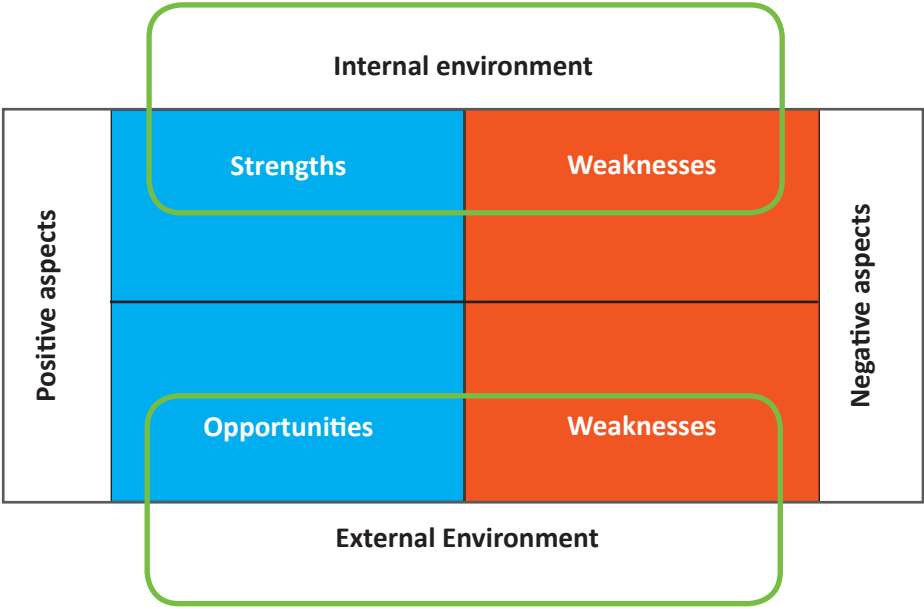 Internal environment
Strengths
Weaknesses
Positive aspects
Negative aspects
Opportunities
Weaknesses
External Environment